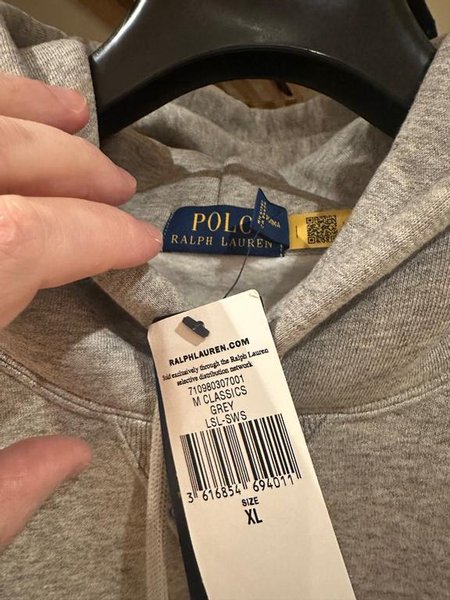 POLO
RALPH LAUREN
RALPHLAUREN.COM
Sold exclusively through the Ralph Lauren
selective distribution network
710980307001
M CLASSICS
GREY
LSL-SWS
3 616854 694011
SIZE
XL